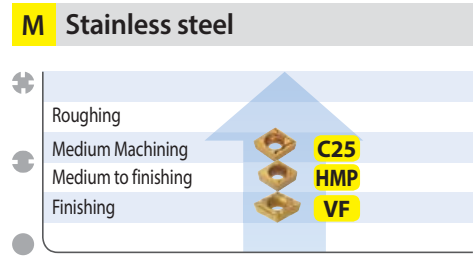 M Stainless steel
Roughing
Medium Machining C25
Medium to finishing HMP
Finishing VF